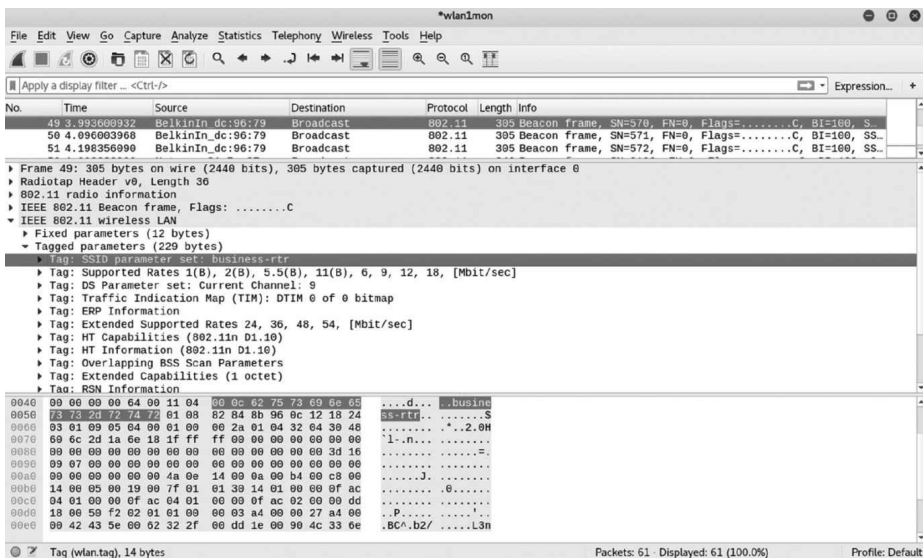 *wlan1mon
File Edit View Go Capture Analyze Statistics Telephony Wireless Tools Help
Apply a display filter ... <Ctrl-/> Expression... +
No. Time Source Destination Protocol Length Info
49 3.993600932 BelkinIn_dc:96:79 Broadcast 802.11 305 Beacon frame, SN=570, FN=0, Flags=........C, BI=100, S...
50 4.096003968 BelkinIn_dc:96:79 Broadcast 802.11 305 Beacon frame, SN=571, FN=0, Flags=........C, BI=100, SS...
51 4.198356090 BelkinIn_dc:96:79 Broadcast 802.11 305 Beacon frame, SN=572, FN=0, Flags=........C, BI=100, SS...
Frame 49: 305 bytes on wire (2440 bits), 305 bytes captured (2440 bits) on interface 0
Radiotap Header v0, Length 36
802.11 radio information
IEEE 802.11 Beacon frame, Flags: ........C
IEEE 802.11 wireless LAN
Fixed parameters (12 bytes)
Tagged parameters (229 bytes)
Tag: SSID parameter set: business-rtr
Tag: Supported Rates 1(B), 2(B), 5.5(B), 11(B), 6, 9, 12, 18, [Mbit/sec]
Tag: DS Parameter set: Current Channel: 9
Tag: Traffic Indication Map (TIM): DTIM 0 of 0 bitmap
Tag: ERP Information
Tag: Extended Supported Rates 24, 36, 48, 54, [Mbit/sec]
Tag: HT Capabilities (802.11n D1.10)
Tag: HT Information (802.11n D1.10)
Tag: Overlapping BSS Scan Parameters
Tag: Extended Capabilities (1 octet)
Tag: RSN Information
0040 00 00 00 00 64 00 11 04 00 0c 62 75 73 69 6e 65 ....d... ..busine
0050 73 73 2d 72 74 72 01 08 82 84 8b 96 0c 12 18 24 ss-rtr.. .......$
0060 03 01 09 05 04 00 01 00 00 2a 01 04 32 04 30 48 ........ .*..2.0H
0070 60 6c 2d 1a 6e 18 1f ff ff 00 00 00 00 00 00 00 `l-.n... ........
0080 00 00 00 00 00 00 00 00 00 00 00 00 00 00 3d 16 ........ ......=.
0090 09 07 00 00 00 00 00 00 00 00 00 00 00 00 00 00 ........ ........
00a0 00 00 00 00 00 00 4a 0e 14 00 0a 00 b4 00 c8 00 ......J. ........
00b0 14 00 05 00 19 00 7f 01 01 30 14 01 00 00 0f ac ........ .0......
00c0 04 01 00 00 0f ac 04 01 00 00 0f ac 02 00 00 dd ........ ........
00d0 18 00 50 f2 02 01 01 00 00 03 a4 00 00 27 a4 00 ..P..... .....'..
00e0 00 42 43 5e 00 62 32 2f 00 dd 1e 00 90 4c 33 6e .BC^.b2/ .....L3n
Tag (wlan.tag), 14 bytes Packets: 61 · Displayed: 61 (100.0%) Profile: Default